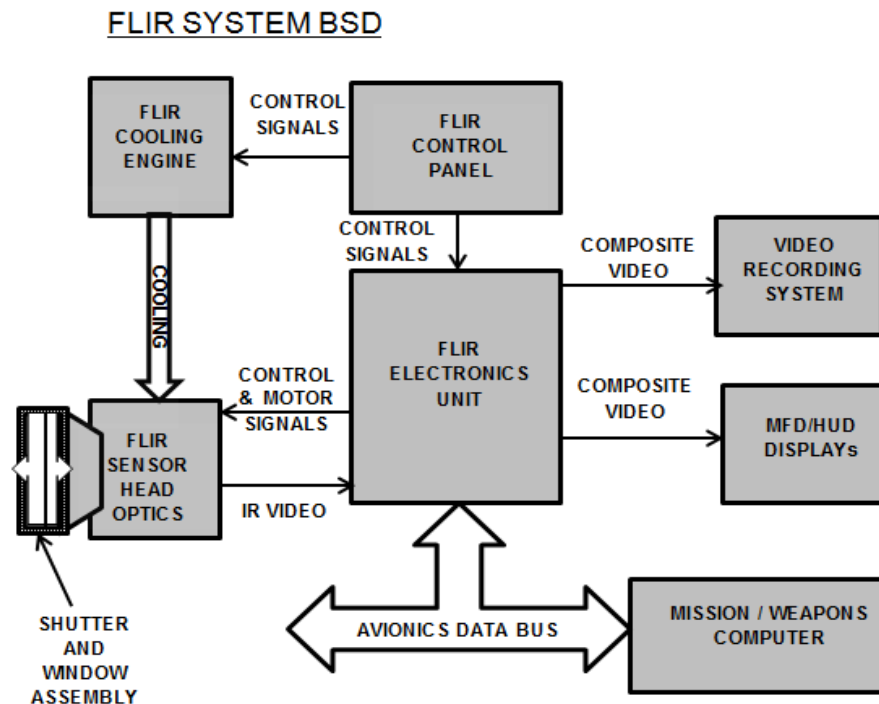 FLIR SYSTEM BSD
FLIR
COOLING
ENGINE
CONTROL
SIGNALS
FLIR
CONTROL
PANEL
CONTROL
SIGNALS
COMPOSITE
VIDEO
VIDEO
RECORDING
SYSTEM
COOLING
FLIR
ELECTRONICS
UNIT
CONTROL
& MOTOR
SIGNALS
COMPOSITE
VIDEO
MFD/HUD
DISPLAYs
FLIR
SENSOR
HEAD
OPTICS
IR VIDEO
SHUTTER
AND
WINDOW
ASSEMBLY
AVIONICS DATA BUS
MISSION / WEAPONS
COMPUTER